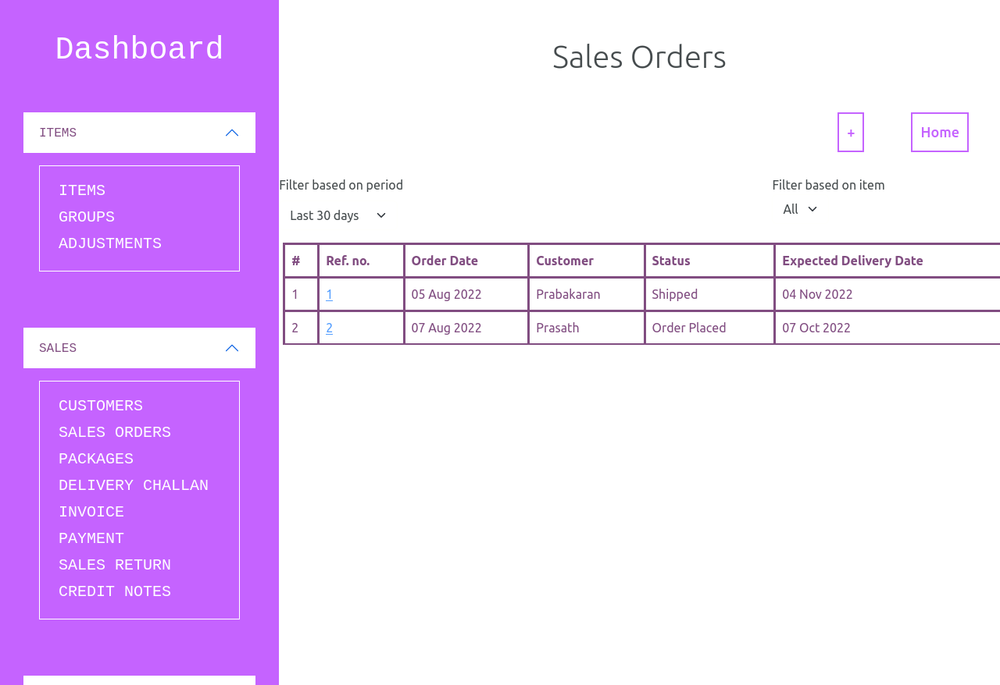 Dashboard
ITEMS
ITEMS
GROUPS
ADJUSTMENTS
SALES
CUSTOMERS
SALES ORDERS
PACKAGES
DELIVERY CHALLAN
INVOICE
PAYMENT
SALES RETURN
CREDIT NOTES
Sales Orders
+ Home
Filter based on period Filter based on item
Last 30 days All
# Ref. no. Order Date Customer Status Expected Delivery Date
1 1 05 Aug 2022 Prabakaran Shipped 04 Nov 2022
2 2 07 Aug 2022 Prasath Order Placed 07 Oct 2022